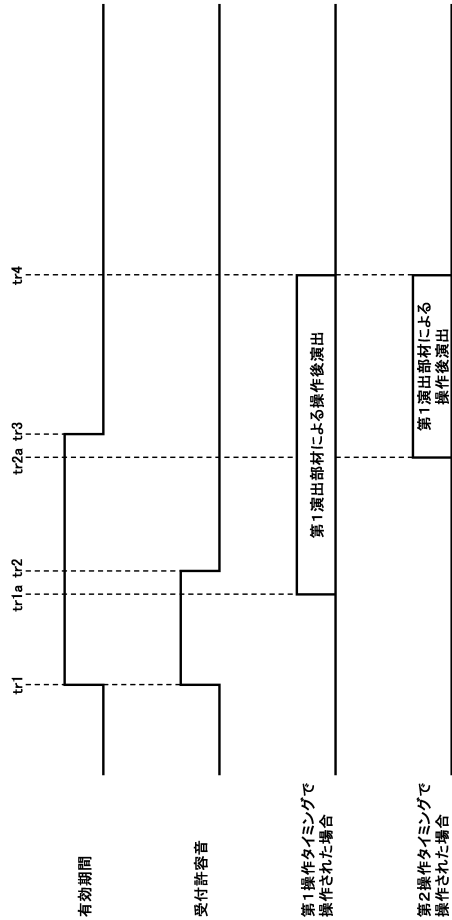 tr1
tr1a
tr2
tr2a
tr3
tr4
有効期間
受付許容音
第1操作タイミングで
操作された場合
第1演出部材による操作後演出
第2操作タイミングで
操作された場合
第1演出部材による
操作後演出